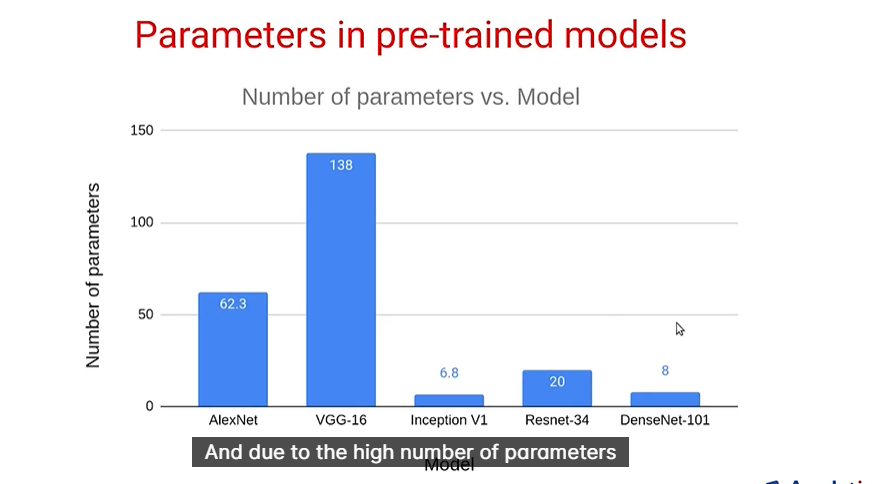 Parameters in pre-trained models
Number of parameters vs. Model
Number of parameters
150
100
50
0
62.3
138
6.8
20
8
AlexNet
VGG-16
Inception V1
Resnet-34
DenseNet-101
And due to the high number of parameters
Model